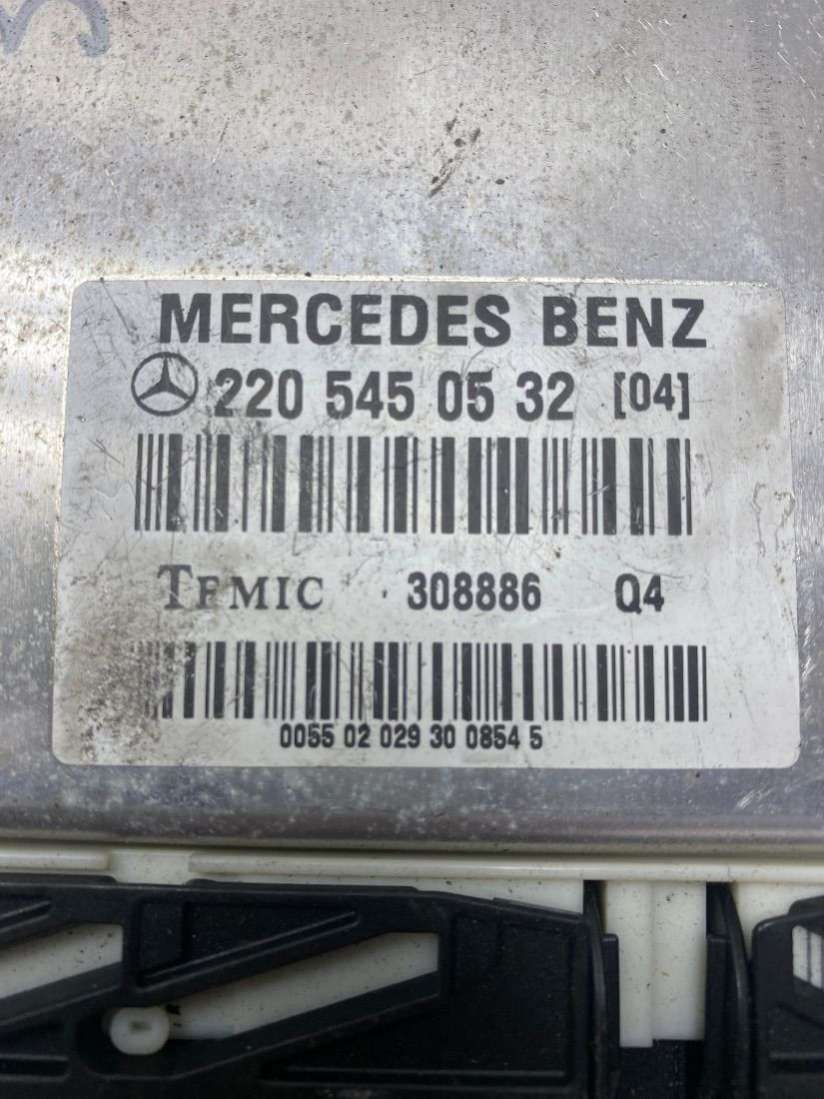 MERCEDES BENZ
220 545 05 32 [04]
TEMIC 308886 Q4
0055 02 029 30 0854 5